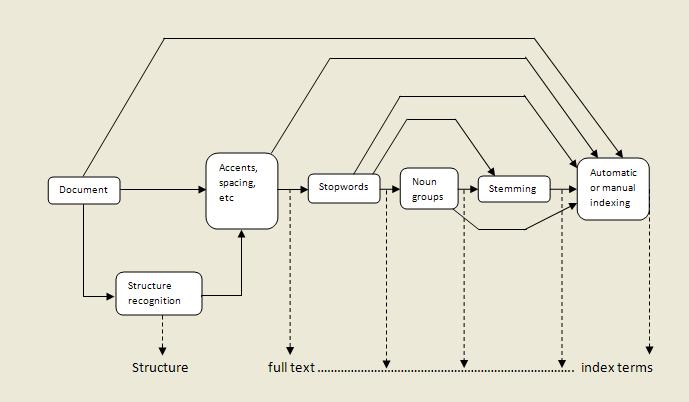 Document
Accents,
spacing,
etc
Stopwords
Noun
groups
Stemming
Automatic
or manual
indexing
Structure
recognition
Structure
full text ........................................................................ index terms